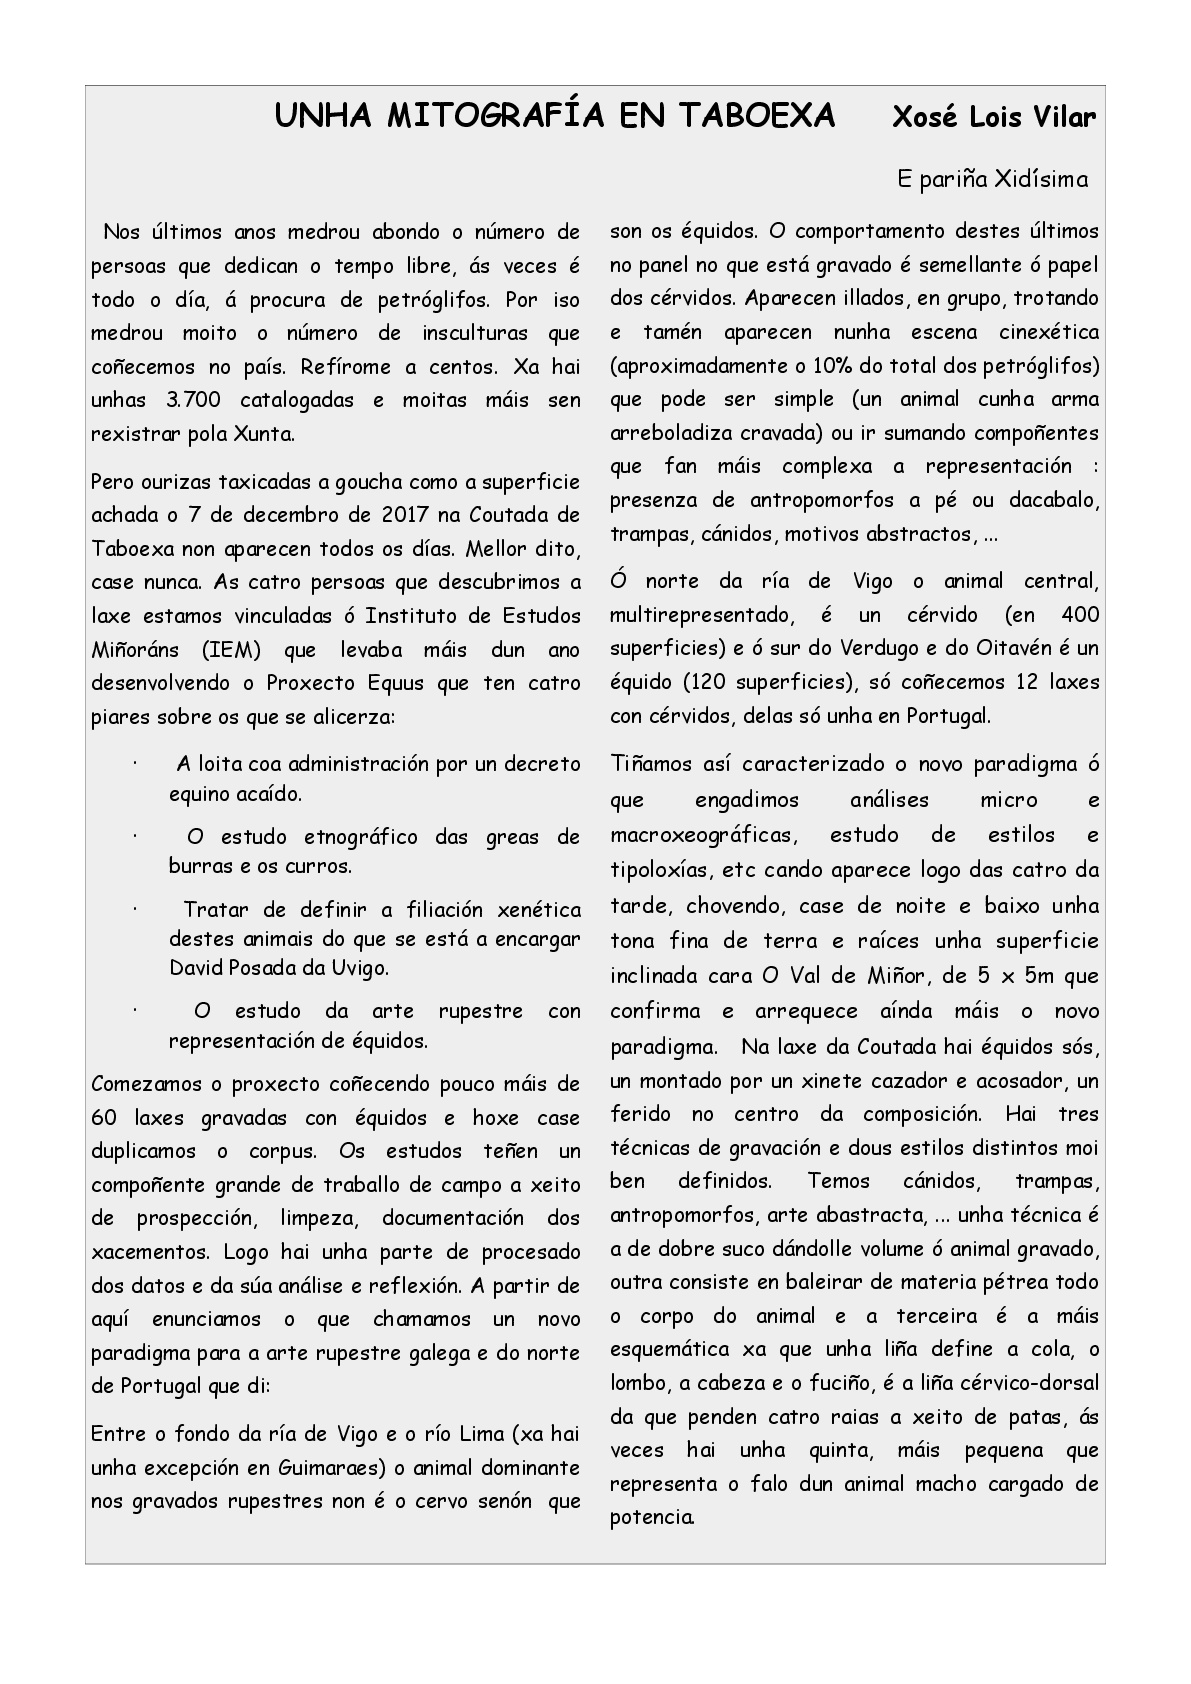 UNHA MITOGRAFÍA EN TABOEXA Xosé Lois Vilar
E pariña Xidísima
Nos últimos anos medrou abondo o número de
persoas que dedican o tempo libre, ás veces é
todo o día, á procura de petróglifos. Por iso
medrou moito o número de insculturas que
coñecemos no país. Refírome a centos. Xa hai
unhas 3.700 catalogadas e moitas máis sen
rexistrar pola Xunta.
Pero ourizas taxicadas a goucha como a superficie
achada o 7 de decembro de 2017 na Coutada de
Taboexa non aparecen todos os días. Mellor dito,
case nunca. As catro persoas que descubrimos a
laxe estamos vinculadas ó Instituto de Estudos
Miñoráns (IEM) que levaba máis dun ano
desenvolvendo o Proxecto Equus que ten catro
piares sobre os que se alicerza:
· A loita coa administración por un decreto
equino acaído.
· O estudo etnográfico das greas de
burras e os curros.
· Tratar de definir a filiación xenética
destes animais do que se está a encargar
David Posada da Uvigo.
· O estudo da arte rupestre con
representación de équidos.
Comezamos o proxecto coñecendo pouco máis de
60 laxes gravadas con équidos e hoxe case
duplicamos o corpus. Os estudos teñen un
compoñente grande de traballo de campo a xeito
de prospección, limpeza, documentación dos
xacementos. Logo hai unha parte de procesado
dos datos e da súa análise e reflexión. A partir de
aquí enunciamos o que chamamos un novo
paradigma para a arte rupestre galega e do norte
de Portugal que di:
Entre o fondo da ría de Vigo e o río Lima (xa hai
unha excepción en Guimaraes) o animal dominante
nos gravados rupestres non é o cervo senón que
son os équidos. O comportamento destes últimos
no panel no que está gravado é semellante ó papel
dos cérvidos. Aparecen illados, en grupo, trotando
e tamén aparecen nunha escena cinexética
(aproximadamente o 10% do total dos petróglifos)
que pode ser simple (un animal cunha arma
arreboladiza cravada) ou ir sumando compoñentes
que fan máis complexa a representación :
presenza de antropomorfos a pé ou dacabalo,
trampas, cánidos, motivos abstractos, ...
Ó norte da ría de Vigo o animal central,
multirepresentado, é un cérvido (en 400
superficies) e ó sur do Verdugo e do Oitavén é un
équido (120 superficies), só coñecemos 12 laxes
con cérvidos, delas só unha en Portugal.
Tiñamos así caracterizado o novo paradigma ó
que engadimos análises micro e
macroxeográficas, estudo de estilos e
tipoloxías, etc cando aparece logo das catro da
tarde, chovendo, case de noite e baixo unha
tona fina de terra e raíces unha superficie
inclinada cara O Val de Miñor, de 5 x 5m que
confirma e arrequece aínda máis o novo
paradigma. Na laxe da Coutada hai équidos sós,
un montado por un xinete cazador e acosador, un
ferido no centro da composición. Hai tres
técnicas de gravación e dous estilos distintos moi
ben definidos. Temos cánidos, trampas,
antropomorfos, arte abastracta, ... unha técnica é
a de dobre suco dándolle volume ó animal gravado,
outra consiste en baleirar de materia pétrea todo
o corpo do animal e a terceira é a máis
esquemática xa que unha liña define a cola, o
lombo, a cabeza e o fuciño, é a liña cérvico-dorsal
da que penden catro raias a xeito de patas, ás
veces hai unha quinta, máis pequena que
representa o falo dun animal macho cargado de
potencia.